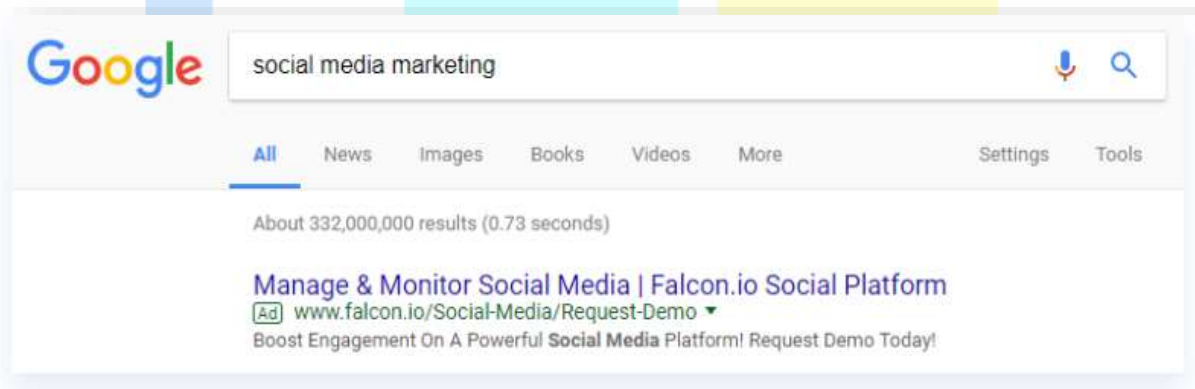 Google social media marketing
All News Images Books Videos More Settings Tools
About 332,000,000 results (0.73 seconds)
Manage & Monitor Social Media | Falcon.io Social Platform
Ad www.falcon.io/Social-Media/Request-Demo
Boost Engagement On A Powerful Social Media Platform! Request Demo Today!